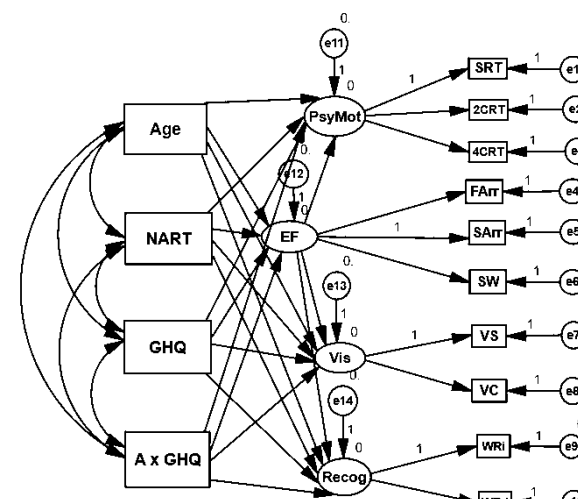 0.
e11
1
0
Age
PsyMot
1
SRT
1
2CRT
1
e2
4CRT
1
0.
e12
1
0
NART
EF
FArr
1
e4
1
SArr
1
e5
SW
1
e6
0.
e13
1
0
GHQ
Vis
1
VS
1
e7
VC
1
e8
0.
e14
1
0
A x GHQ
Recog
1
WRi
1
e9
1